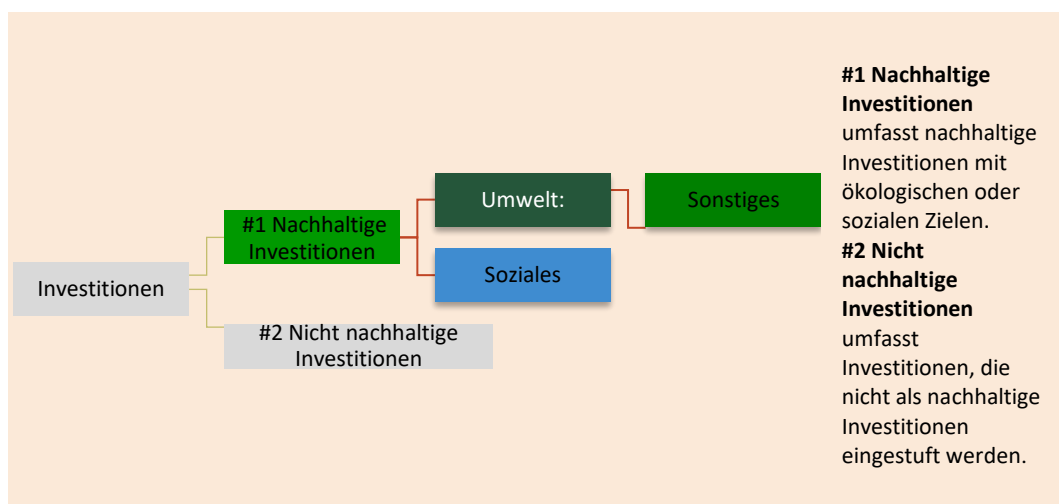 Investitionen
#1 Nachhaltige
Investitionen
#2 Nicht nachhaltige
Investitionen
Umwelt:
Soziales
Sonstiges
#1 Nachhaltige
Investitionen
umfasst nachhaltige
Investitionen mit
ökologischen oder
sozialen Zielen.
#2 Nicht
nachhaltige
Investitionen
umfasst
Investitionen, die
nicht als nachhaltige
Investitionen
eingestuft werden.